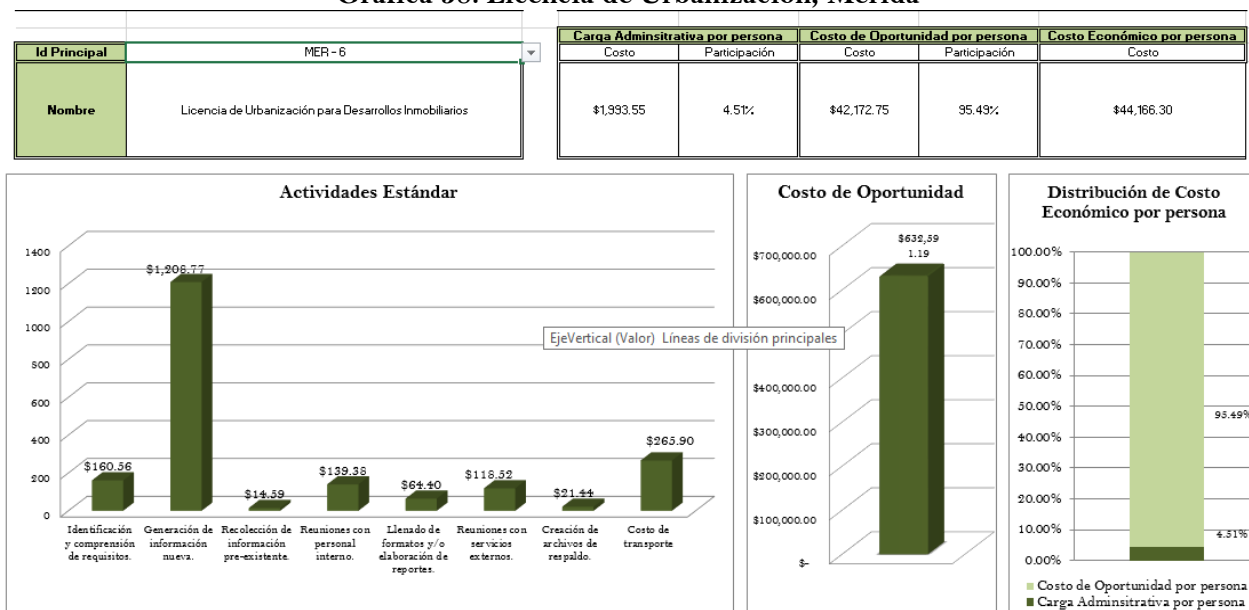 Gráfica 38. Licencia de Urbanización, Mérida
Carga Adminsitrativa por persona Costo de Oportunidad por persona Costo Económico por persona
Id Principal MER - 6 Costo Participación Costo Participación Costo
Nombre Licencia de Urbanización para Desarrollos Inmobiliarios $1,993.55 4.51% $42,172.75 95.49% $44,166.30
Actividades Estándar
1400
1200
1000
800
600
400
200
0
$160.56
$1,208.77
$14.59
$139.38
$64.40
$118.52
$21.44
$265.90
Identificación
y comprensión
de requisitos.
Generación de
información
nueva.
Recolección de
información
pre-existente.
Reuniones con
personal
interno.
Llenado de
formatos y/o
elaboración de
reportes.
Reuniones con
servicios
externos.
Creación de
archivos de
respaldo.
Costo de
transporte
EjeVertical (Valor) Líneas de división principales
Costo de Oportunidad
$632,59
1.19
$700,000.00
$600,000.00
$400,000.00
$300,000.00
$200,000.00
$100,000.00
$-
Distribución de Costo
Económico por persona
100.00%
90.00%
80.00%
70.00%
60.00%
50.00%
40.00%
30.00%
20.00%
10.00%
0.00%
95.49%
4.51%
Costo de Oportunidad por persona
Carga Adminsitrativa por persona